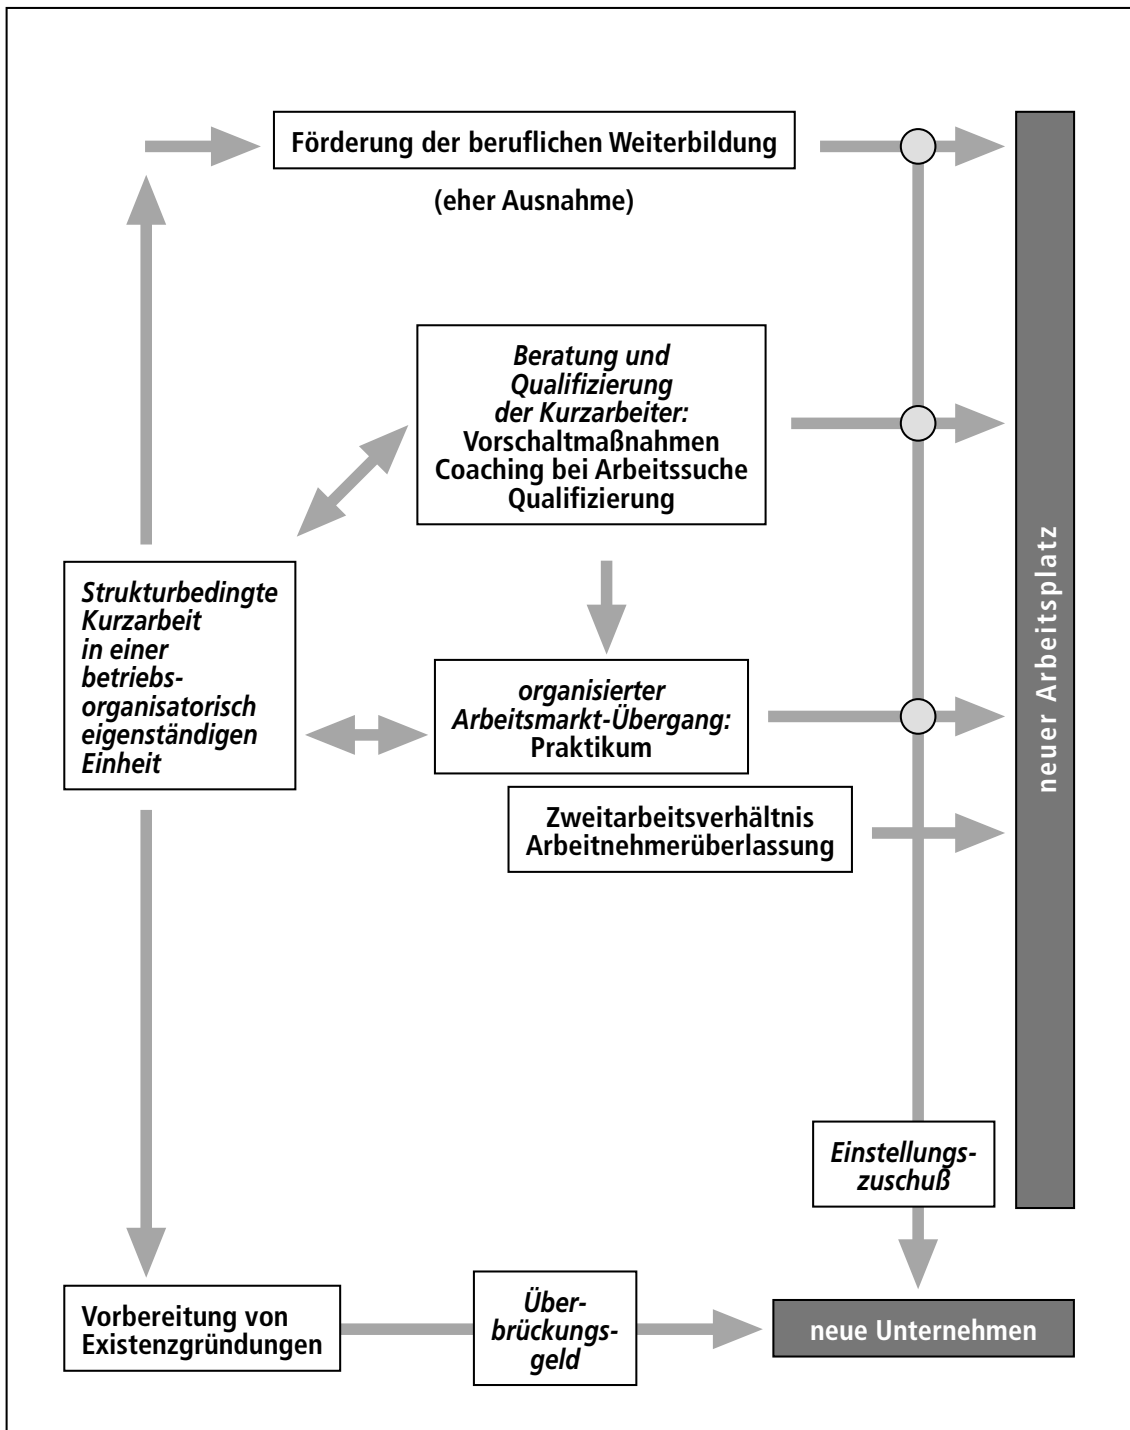 Förderung der beruflichen Weiterbildung
(eher Ausnahme)
Beratung und
Qualifizierung
der Kurzarbeiter:
Vorschaltmaßnahmen
Coaching bei Arbeitssuche
Qualifizierung
Strukturbedingte
Kurzarbeit
in einer
betriebs-
organisatorisch
eigenständigen
Einheit
organisierter
Arbeitsmarkt-Übergang:
Praktikum
Zweitarbeitsverhältnis
Arbeitnehmerüberlassung
neuer Arbeitsplatz
Einstellungs-
zuschuß
Vorbereitung von
Existenzgründungen
Über-
brückungs-
geld
neue Unternehmen